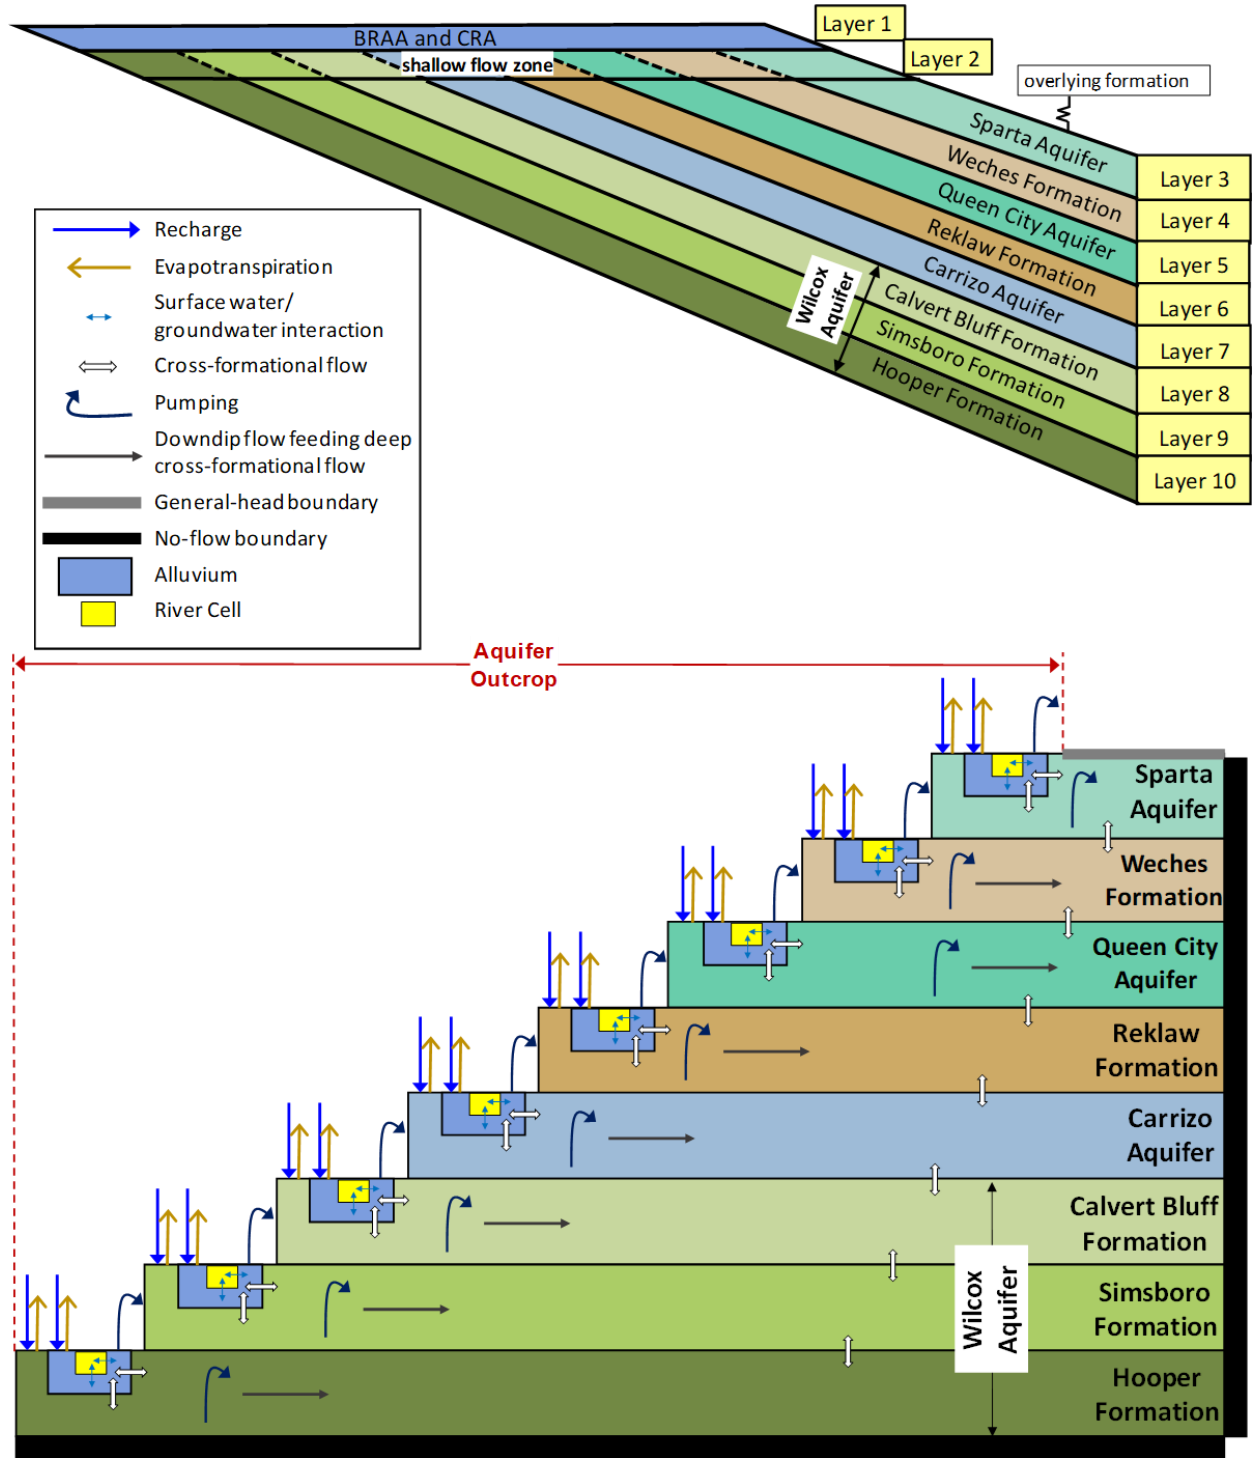 Layer 1
BRAA and CRA
Layer 2
shallow flow zone
overlying formation
Sparta Aquifer
Layer 3
Weches Formation
Layer 4
Queen City Aquifer
Layer 5
Reklaw Formation
Layer 6
Carrizo Aquifer
Layer 7
Wilcox
Aquifer
Calvert Bluff Formation
Layer 8
Simsboro Formation
Layer 9
Hooper Formation
Layer 10
Recharge
Evapotranspiration
Surface water/
groundwater interaction
Cross-formational flow
Pumping
Downdip flow feeding deep
cross-formational flow
General-head boundary
No-flow boundary
Alluvium
River Cell
Aquifer
Outcrop
Sparta
Aquifer
Weches
Formation
Queen City
Aquifer
Reklaw
Formation
Carrizo
Aquifer
Calvert Bluff
Formation
Simsboro
Formation
Wilcox
Aquifer
Hooper
Formation